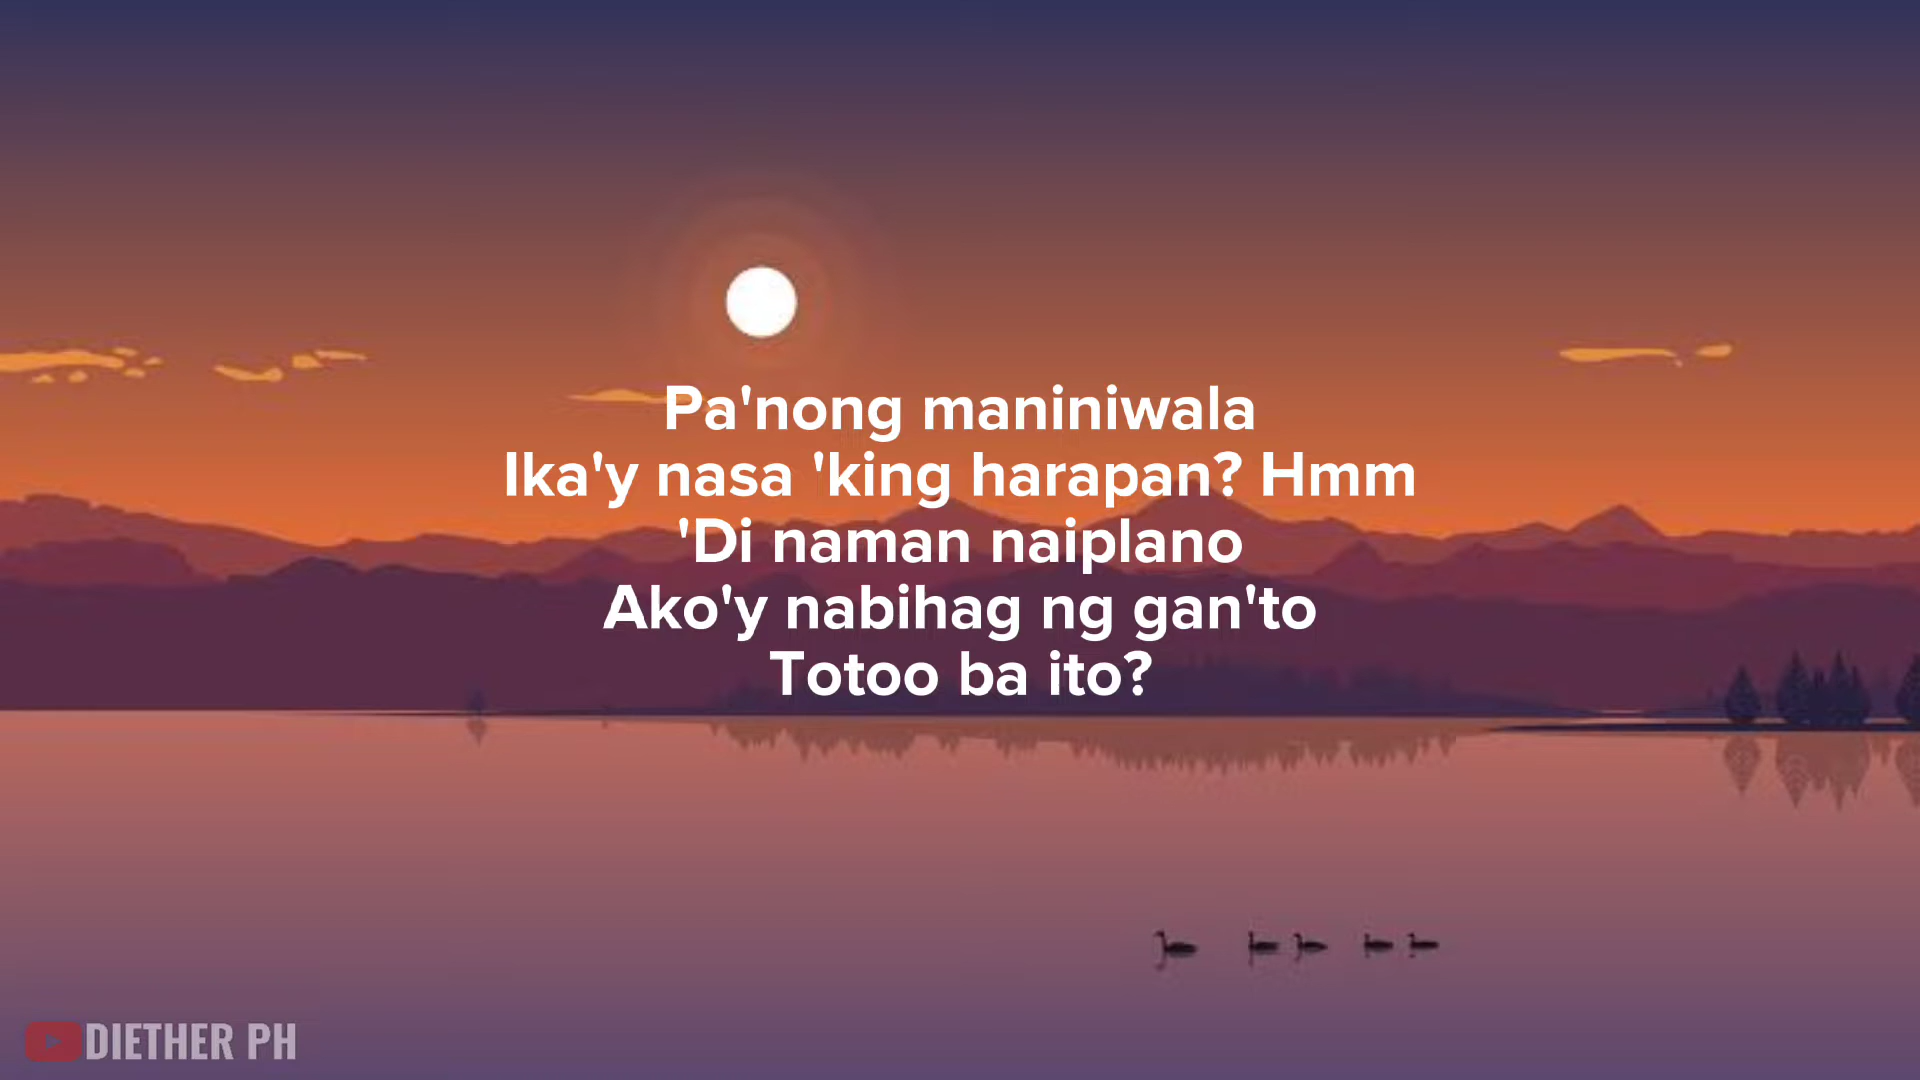 Pa'nong maniniwala
Ika'y nasa 'king harapan? Hmm
'Di naman naiplano
Ako'y nabihag ng gan'to
Totoo ba ito?
DIETHER PH